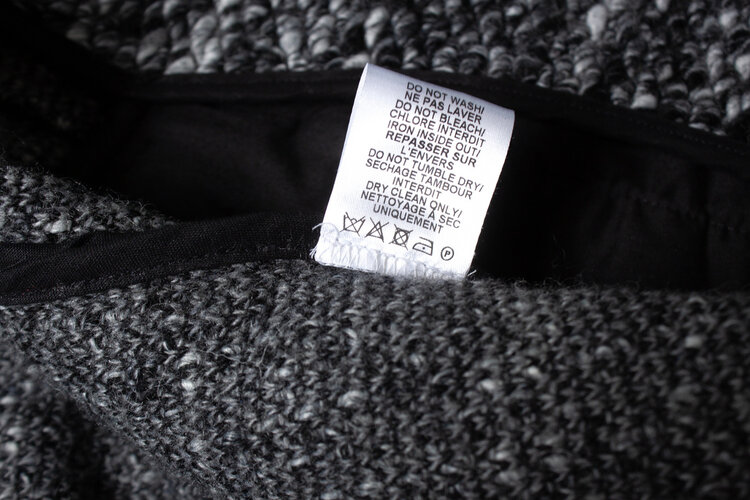 DO NOT WASH/
NE PAS LAVER
DO NOT BLEACH/
CHLORE INTERDIT
IRON INSIDE OUT/
REPASSER SUR
L'ENVERS
DO NOT TUMBLE DRY/
SECHAGE TAMBOUR
INTERDIT
DRY CLEAN ONLY/
NETTOYAGE A SEC
UNIQUEMENT
P